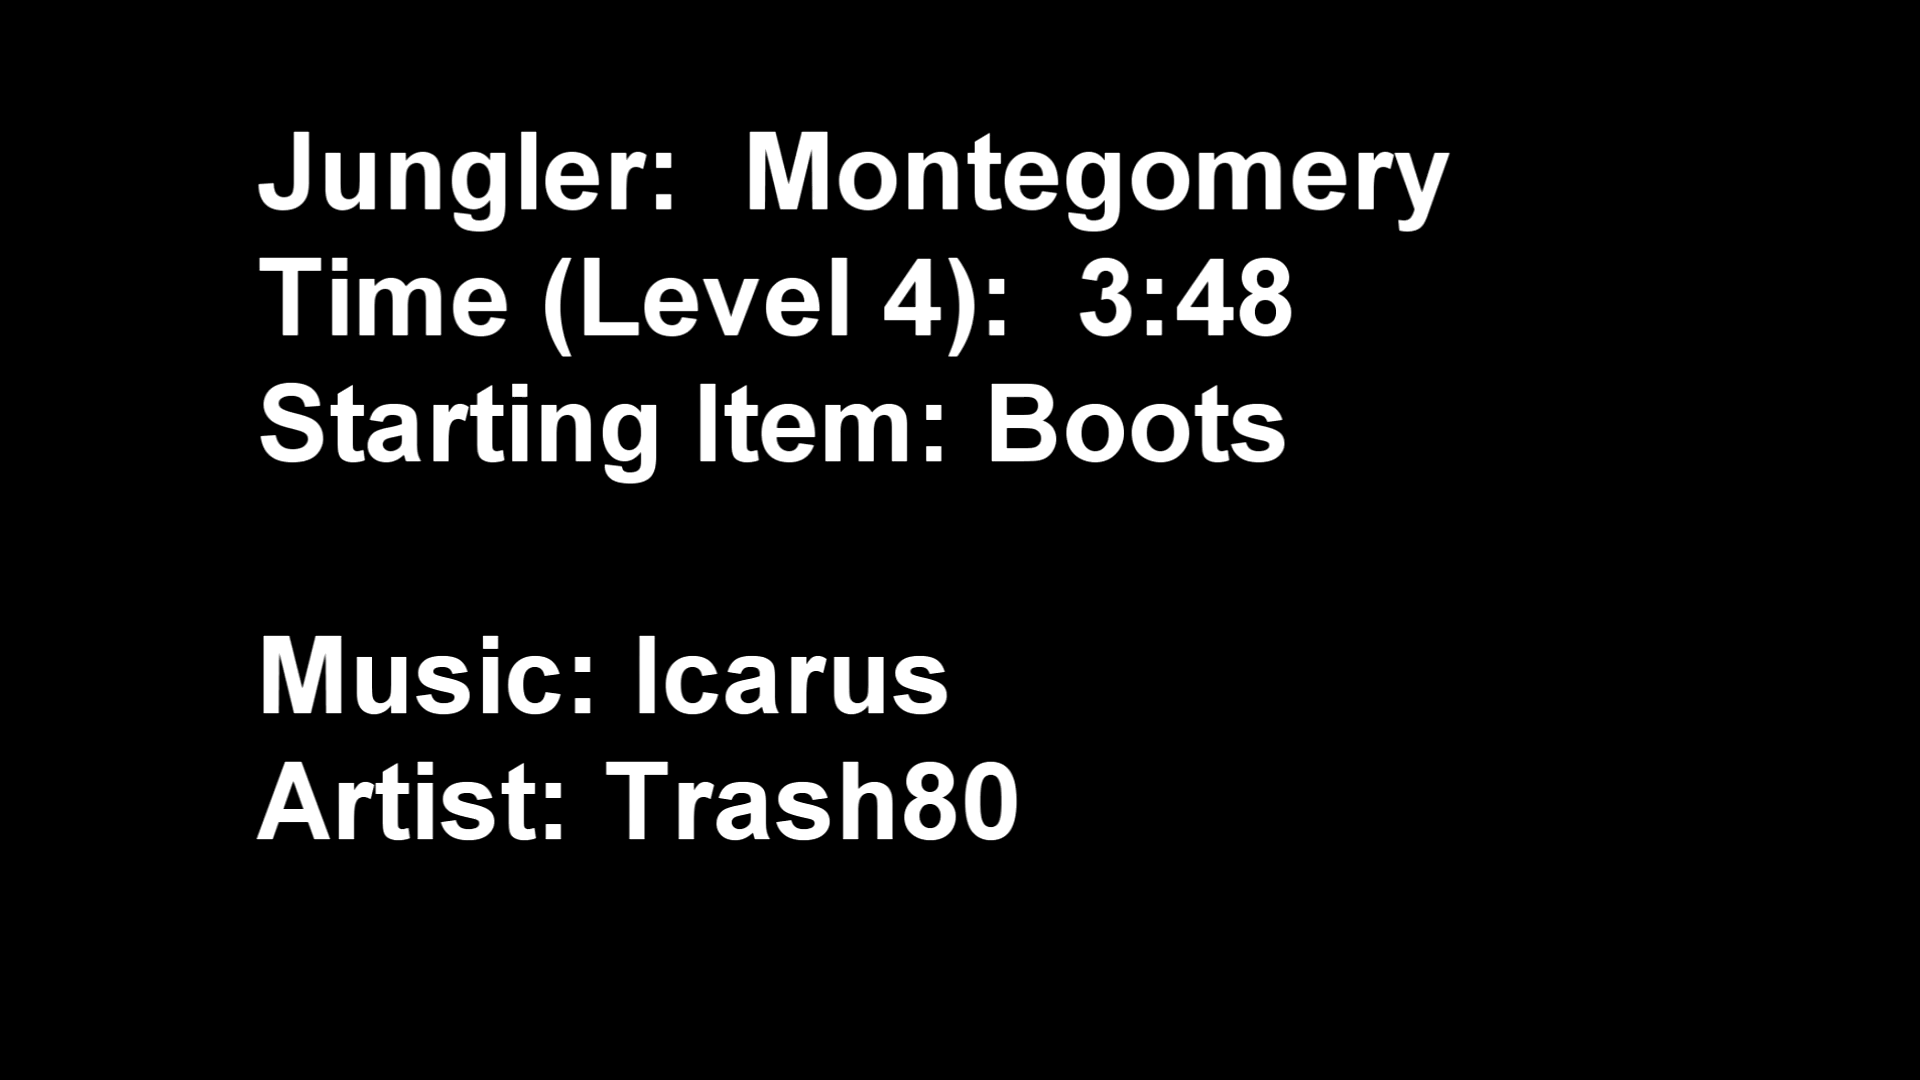 Jungler:  Montegomery
Time (Level 4):  3:48
Starting Item: Boots
Music: Icarus
Artist: Trash80